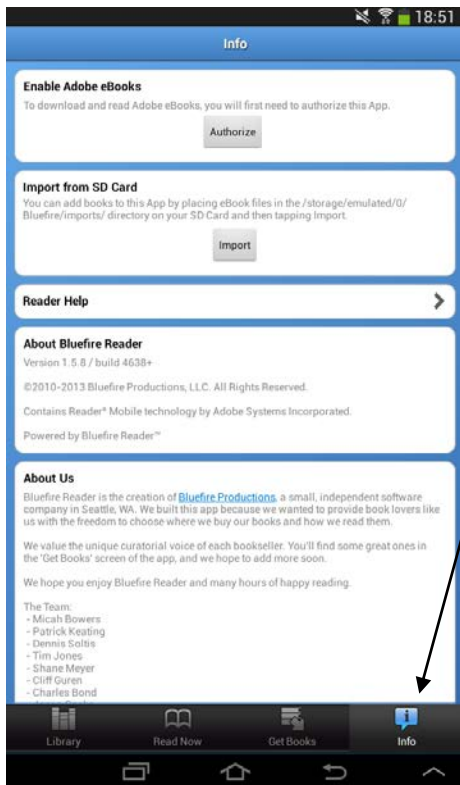 18:51
Info
Enable Adobe eBooks
To download and read Adobe eBooks, you will first need to authorize this App.
Authorize
Import from SD Card
You can add books to this App by placing eBook files in the /storage/emulated/0/
Bluefire/imports/ directory on your SD Card and then tapping Import.
Import
Reader Help
About Bluefire Reader
Version 1.5.8 / build 4638+
©2010-2013 Bluefire Productions, LLC. All Rights Reserved.
Contains Reader® Mobile technology by Adobe Systems Incorporated.
Powered by Bluefire Reader™
About Us
Bluefire Reader is the creation of Bluefire Productions, a small, independent software
company in Seattle, WA. We built this app because we wanted to provide book lovers like
us with the freedom to choose where we buy our books and how we read them.
We value the unique curatorial voice of each bookseller. You'll find some great ones in
the 'Get Books' screen of the app, and we hope to add more soon.
We hope you enjoy Bluefire Reader and many hours of happy reading.
The Team:
- Micah Bowers
- Patrick Keating
- Dennis Soltis
- Tim Jones
- Shane Meyer
- Cliff Guren
- Charles Bond
Library
Read Now
Get Books
Info